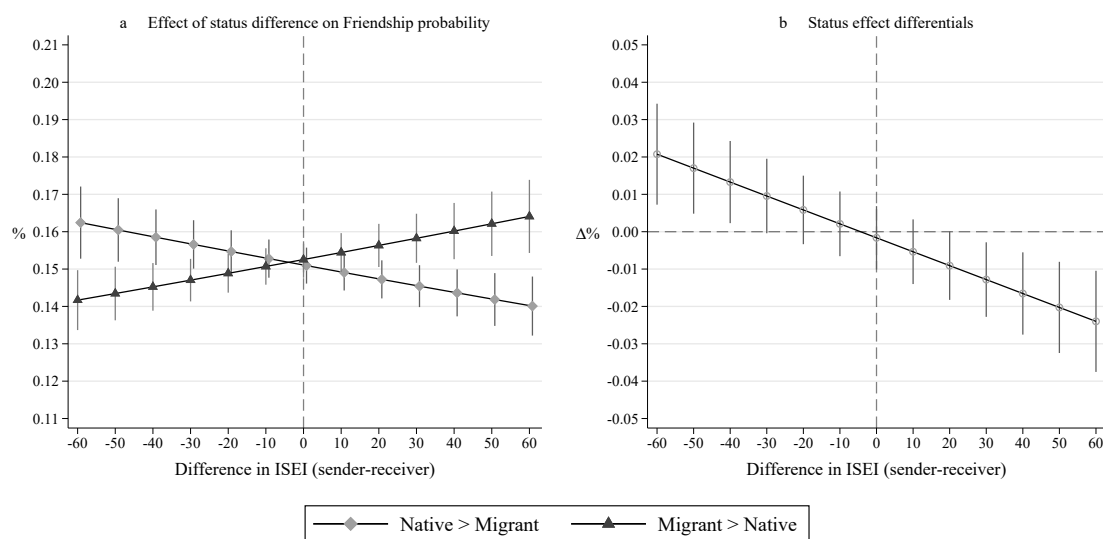 a Effect of status difference on Friendship probability
0.21
0.20
0.19
0.18
0.17
%
0.16
0.15
0.14
0.13
0.12
0.11
-60 -50 -40 -30 -20 -10 0 10 20 30 40 50 60
Difference in ISEI (sender-receiver)
b Status effect differentials
0.05
0.04
0.03
0.02
0.01
Δ%
0.00
-0.01
-0.02
-0.03
-0.04
-0.05
-60 -50 -40 -30 -20 -10 0 10 20 30 40 50 60
Difference in ISEI (sender-receiver)
Native > Migrant Migrant > Native